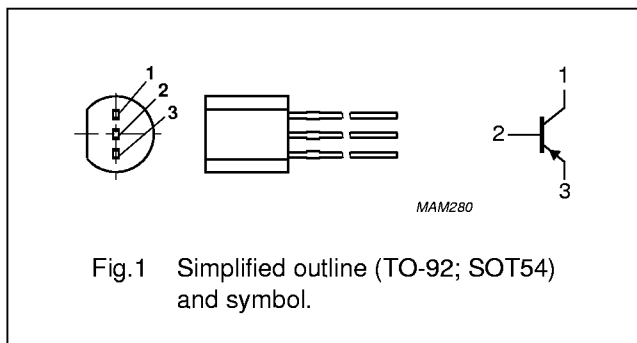 1
2
3
1
2
3
MAM280
Fig.1 Simplified outline (TO-92; SOT54)
and symbol.